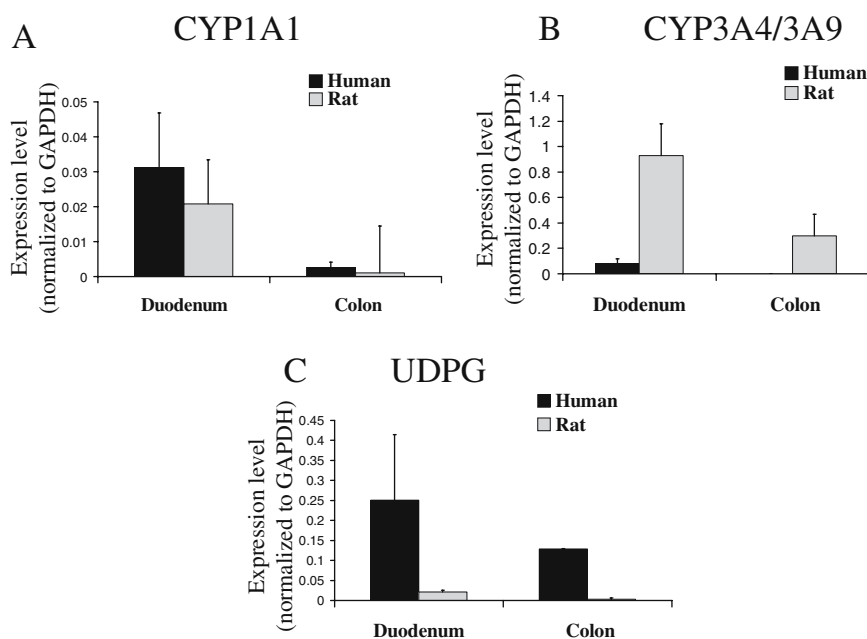 A CYP1A1
Human
Rat
Expression level
(normalized to GAPDH)
0.05
0.04
0.03
0.02
0.01
0
Duodenum Colon
B CYP3A4/3A9
Human
Rat
Expression level
(normalized to GAPDH)
1.4
1.2
1
0.8
0.6
0.4
0.2
0
Duodenum Colon
C UDPG
Human
Rat
Expression level
(normalized to GAPDH)
0.45
0.4
0.35
0.3
0.25
0.2
0.15
0.1
0.05
0
Duodenum Colon